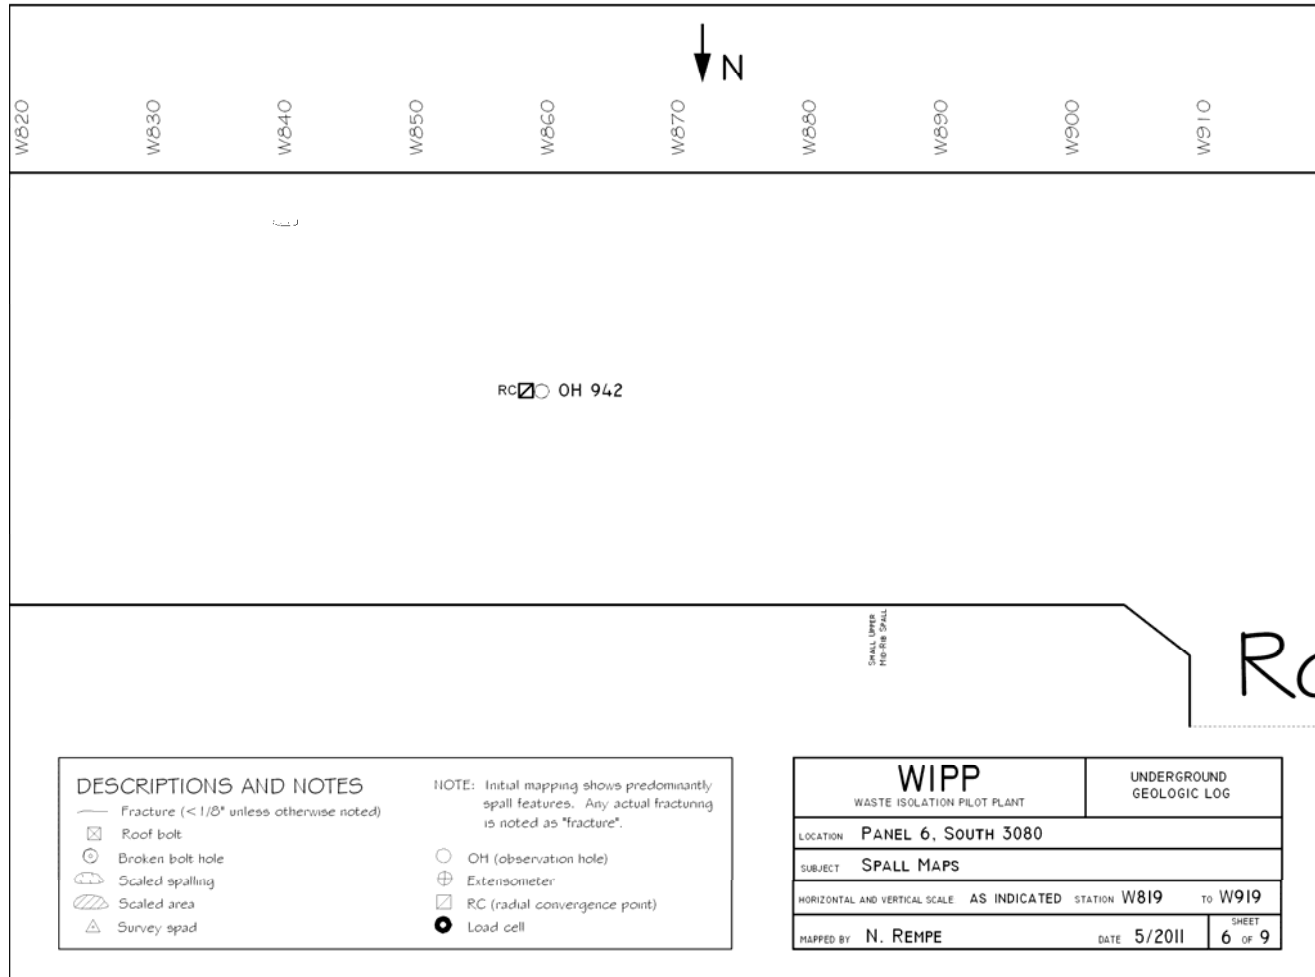 N
W820 W830 W840 W850 W860 W870 W880 W890 W900 W910
RC OH 942
SMALL UPPER
MID-RIB SPALL
Ro
DESCRIPTIONS AND NOTES
Fracture (<1/8" unless otherwise noted)
Roof bolt
Broken bolt hole
Scaled spalling
Scaled area
Survey spad
NOTE: Initial mapping shows predominantly
spall features. Any actual fracturing
is noted as "fracture".
OH (observation hole)
Extensometer
RC (radial convergence point)
Load cell
WIPP
WASTE ISOLATION PILOT PLANT
UNDERGROUND
GEOLOGIC LOG
LOCATION PANEL 6, SOUTH 3080
SUBJECT SPALL MAPS
HORIZONTAL AND VERTICAL SCALE AS INDICATED STATION W819 TO W919
MAPPED BY N. REMPE DATE 5/2011 SHEET
6 OF 9